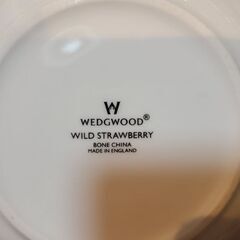 W
WEDGWOOD®
WILD STRAWBERRY
BONE CHINA
MADE IN ENGLAND